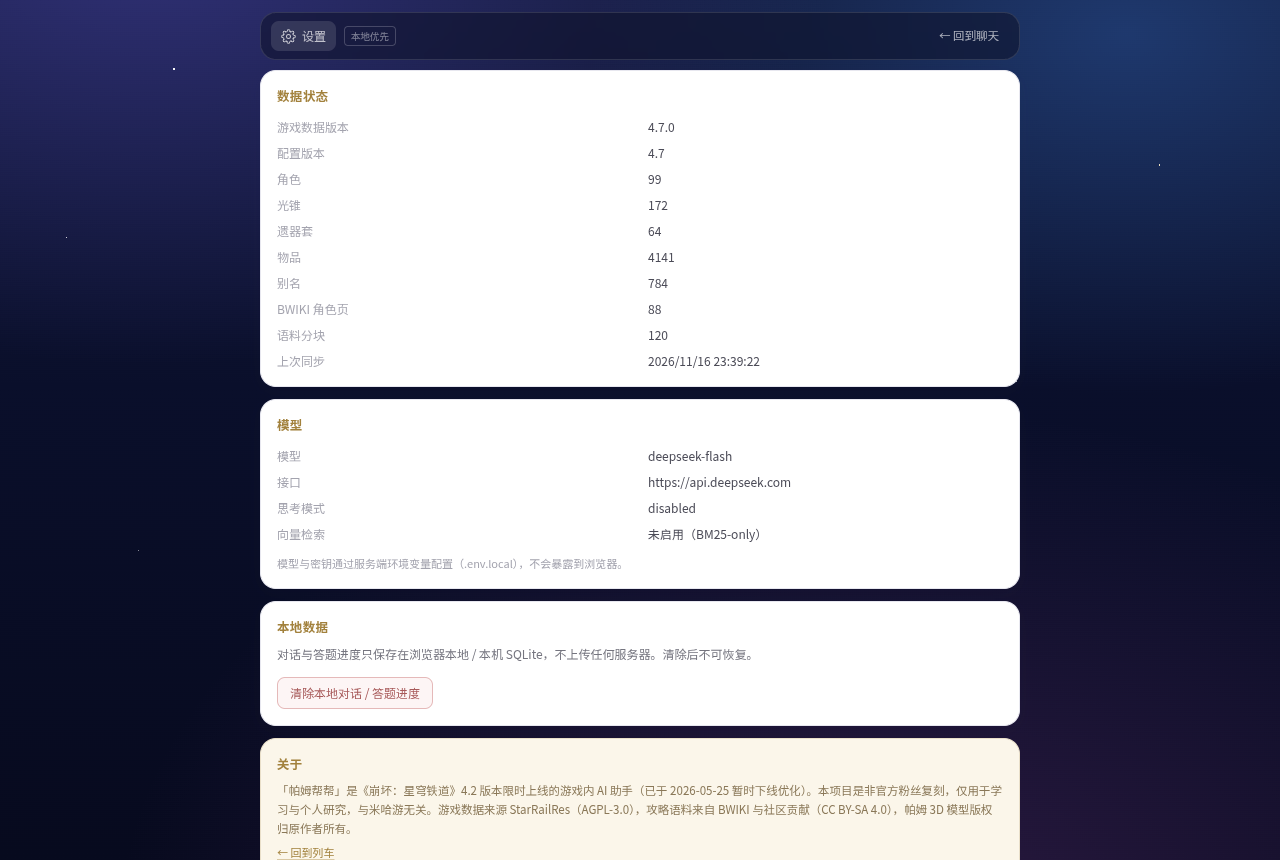 设置
本地优先
← 回到聊天
数据状态
游戏数据版本 4.7.0
配置版本 4.7
角色 99
光锥 172
遗器套 64
物品 4141
别名 784
BWIKI 角色页 88
语料分块 120
上次同步 2026/11/16 23:39:22
模型
模型 deepseek-flash
接口 https://api.deepseek.com
思考模式 disabled
向量检索 未启用（BM25-only）
模型与密钥通过服务端环境变量配置（.env.local），不会暴露到浏览器。
本地数据
对话与答题进度只保存在浏览器本地 / 本机 SQLite，不上传任何服务器。清除后不可恢复。
清除本地对话 / 答题进度
关于
「帕姆帮帮」是《崩坏：星穹铁道》4.2 版本限时上线的游戏内 AI 助手（已于 2026-05-25 暂时下线优化）。本项目是非官方粉丝复刻，仅用于学
习与个人研究，与米哈游无关。游戏数据来源 StarRailRes（AGPL-3.0），攻略语料来自 BWIKI 与社区贡献（CC BY-SA 4.0），帕姆 3D 模型版权
归原作者所有。
← 回到列车